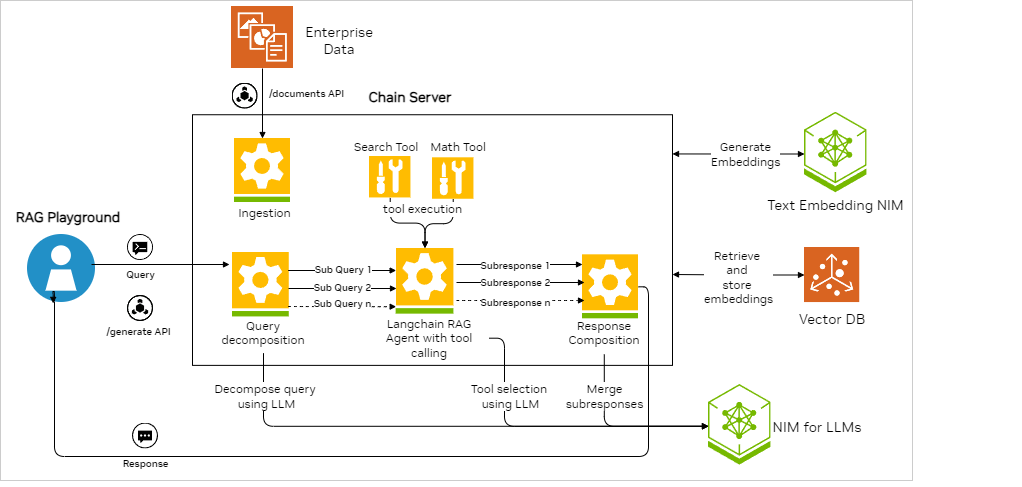 Enterprise
Data
/documents API
Chain Server
Search Tool
Math Tool
tool execution
Generate
Embeddings
Text Embedding NIM
Ingestion
RAG Playground
Query
/generate API
Sub Query 1
Sub Query 2
Sub Query n
Subresponse 1
Subresponse 2
Subresponse n
Retrieve
and
store
embeddings
Vector DB
Query
decomposition
Langchain RAG
Agent with tool
calling
Response
Composition
Decompose query
using LLM
Tool selection
using LLM
Merge
subresponses
NIM for LLMs
Response